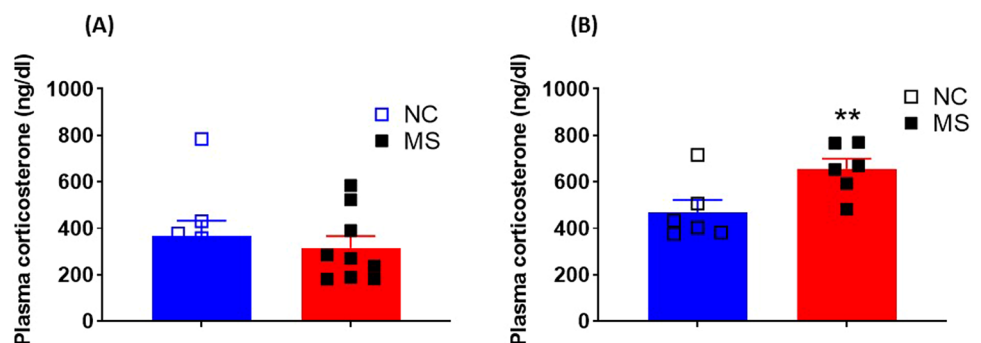 (A)
Plasma corticosterone (ng/dl)
1000
800
600
400
200
0
NC
MS
(B)
Plasma corticosterone (ng/dl)
1000
800
600
400
200
0
**
NC
MS